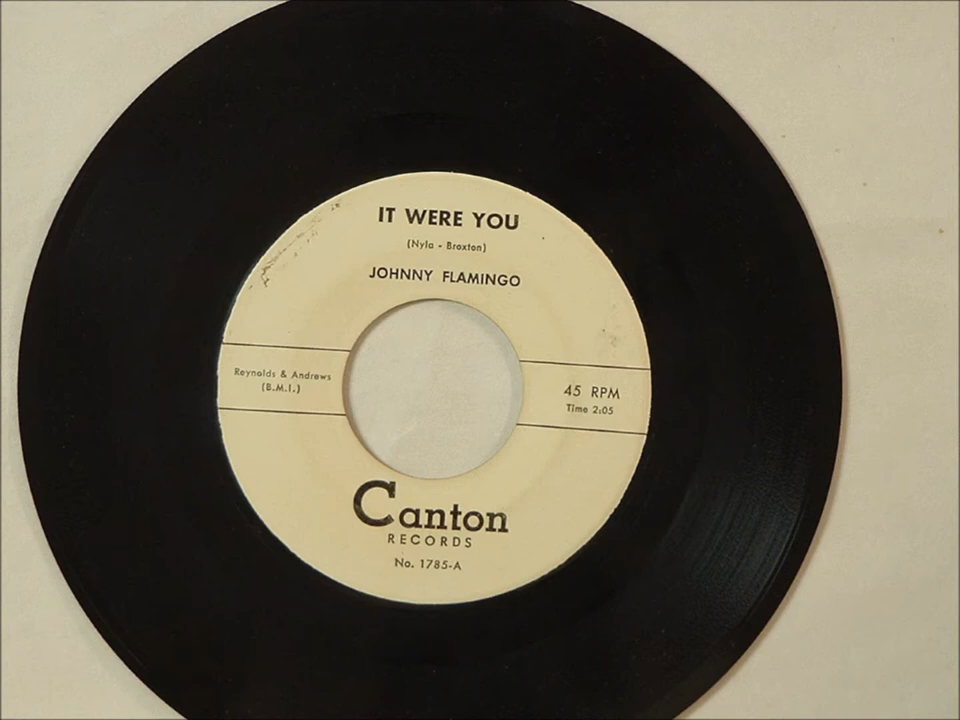 IT WERE YOU
(Nyla - Broxton)
JOHNNY FLAMINGO
Reynolds & Andrews
(B.M.I.)
45 RPM
Time 2:05
Canton
RECORDS
No. 1785-A